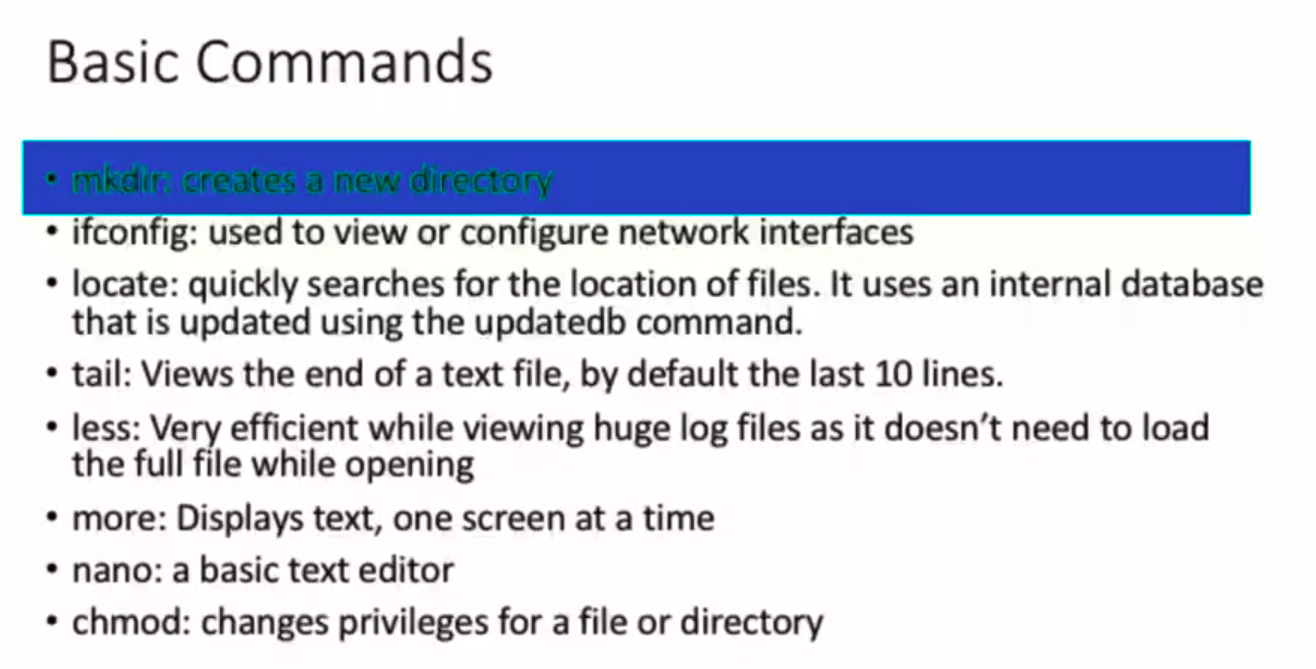 Basic Commands
• mkdir: creates a new directory
• ifconfig: used to view or configure network interfaces
• locate: quickly searches for the location of files. It uses an internal database
that is updated using the updatedb command.
• tail: Views the end of a text file, by default the last 10 lines.
• less: Very efficient while viewing huge log files as it doesn’t need to load
the full file while opening
• more: Displays text, one screen at a time
• nano: a basic text editor
• chmod: changes privileges for a file or directory